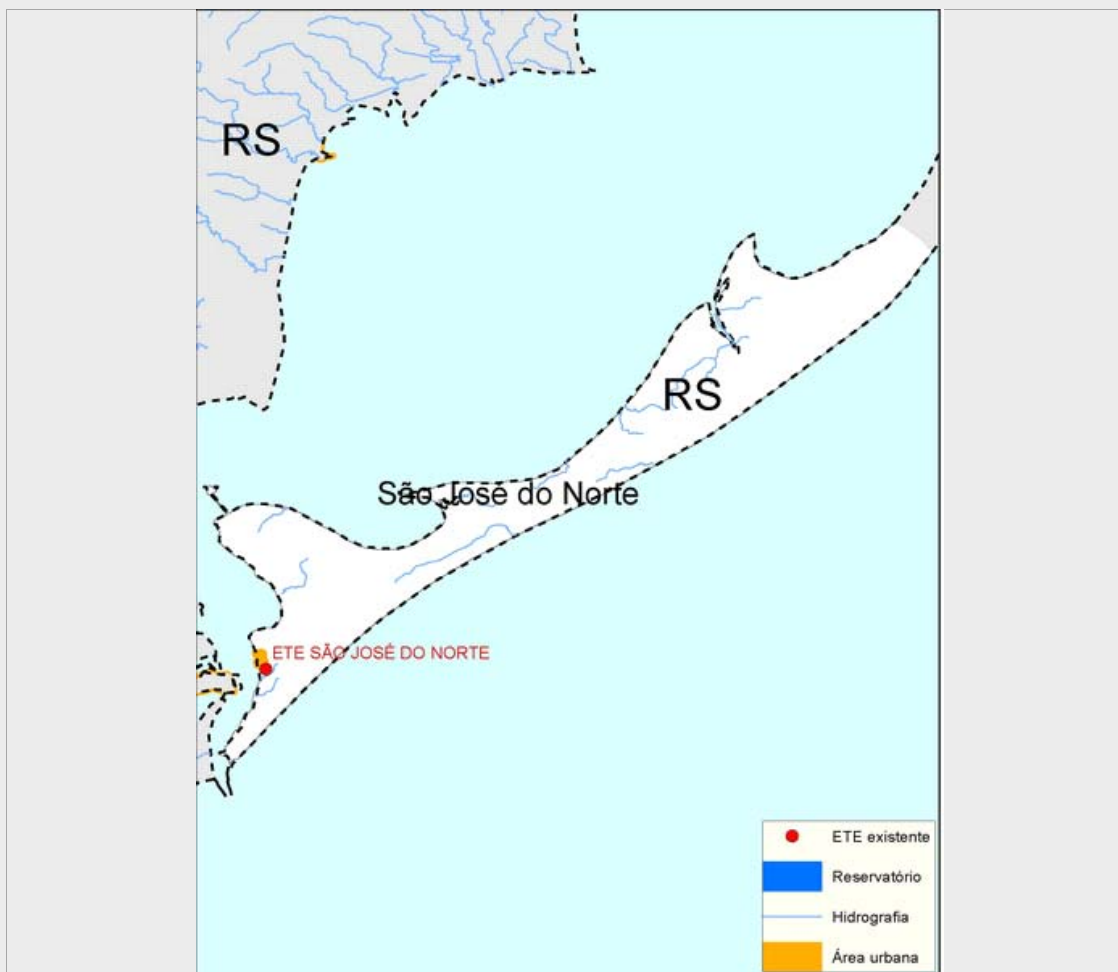 RS
RS
São José do Norte
ETE SÃO JOSÉ DO NORTE
ETE existente
Reservatório
Hidrografia
Área urbana